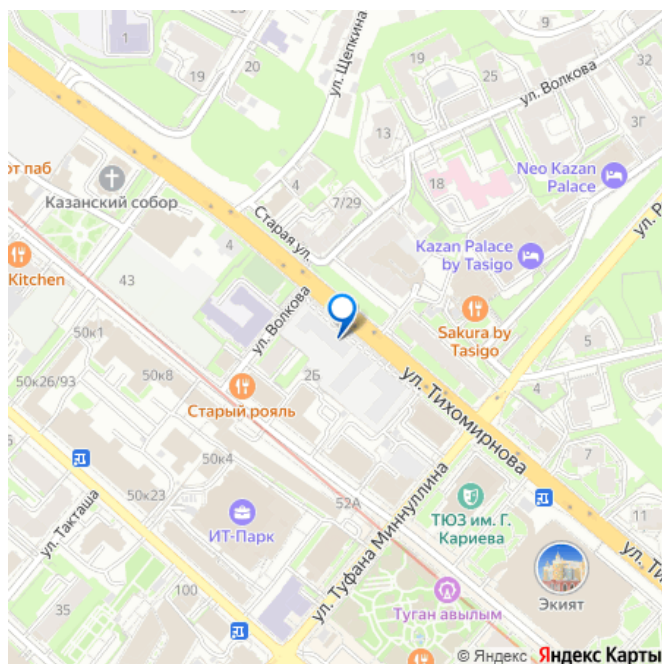 1
19
20
ул. Щепкина
19
25
ул. Волкова
32
3Г
13
от паб
Казанский собор
4
7/29
18
Neo Kazan
Palace
Старая ул.
4
Kazan Palace
by Tasigo
ул. Р
Kitchen
43
ул. Волкова
Sakura by
Tasigo
50к1
50к8
2Б
5
50к26/93
Старый рояль
ул. Тихомирнова
4
50к4
7
50к23
52А
ИТ-Парк
ТЮЗ им. Г.
Кариева
11
ул. Такташа
ул. Туфана Миннуллина
ул. Ти
100
Экият
35
Туган авылым
© Яндекс Яндекс Карты